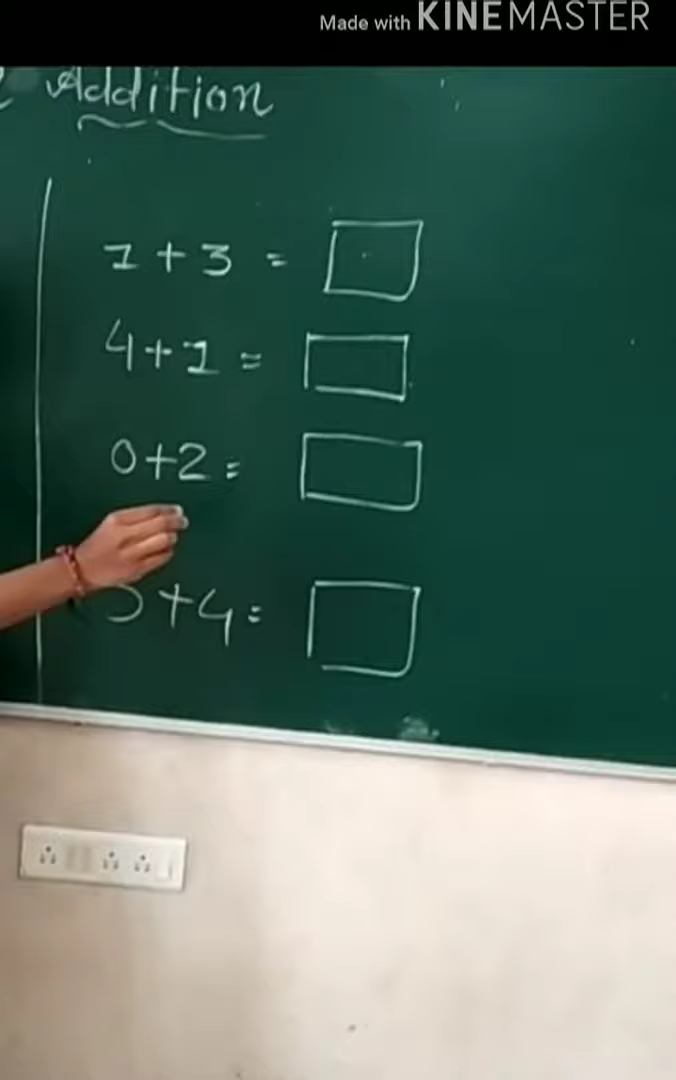 Made with KINEMASTER
Addition
1 + 3 =
4 + 1 =
0 + 2 =
+ 4 =